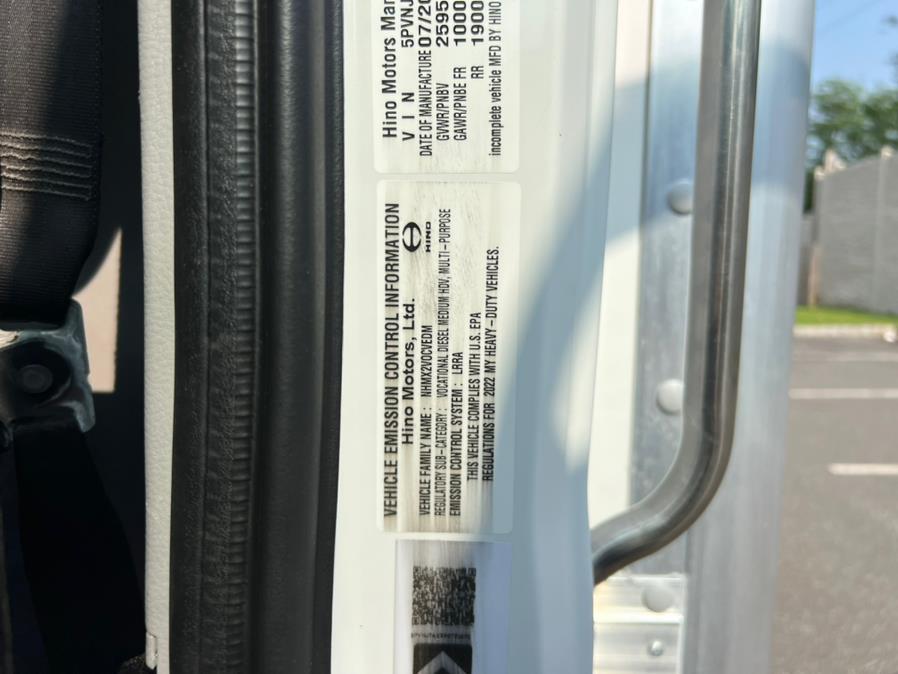 Hino Motors Man
VIN 5PVNJ
DATE OF MANUFACTURE 07/20
GVWR/PNBV 2595
GAWR/PNBE FR 1000
RR 1900
incomplete vehicle MFD BY HINO
VEHICLE EMISSION CONTROL INFORMATION
Hino Motors, Ltd. HINO
VEHICLE FAMILY NAME : NHMX2VOCVEDM
REGULATORY SUB-CATEGORY : VOCATIONAL DIESEL MEDIUM HDV, MULTI-PURPOSE
EMISSION CONTROL SYSTEM : LRRA
THIS VEHICLE COMPLIES WITH U.S. EPA
REGULATIONS FOR 2022 MY HEAVY-DUTY VEHICLES.